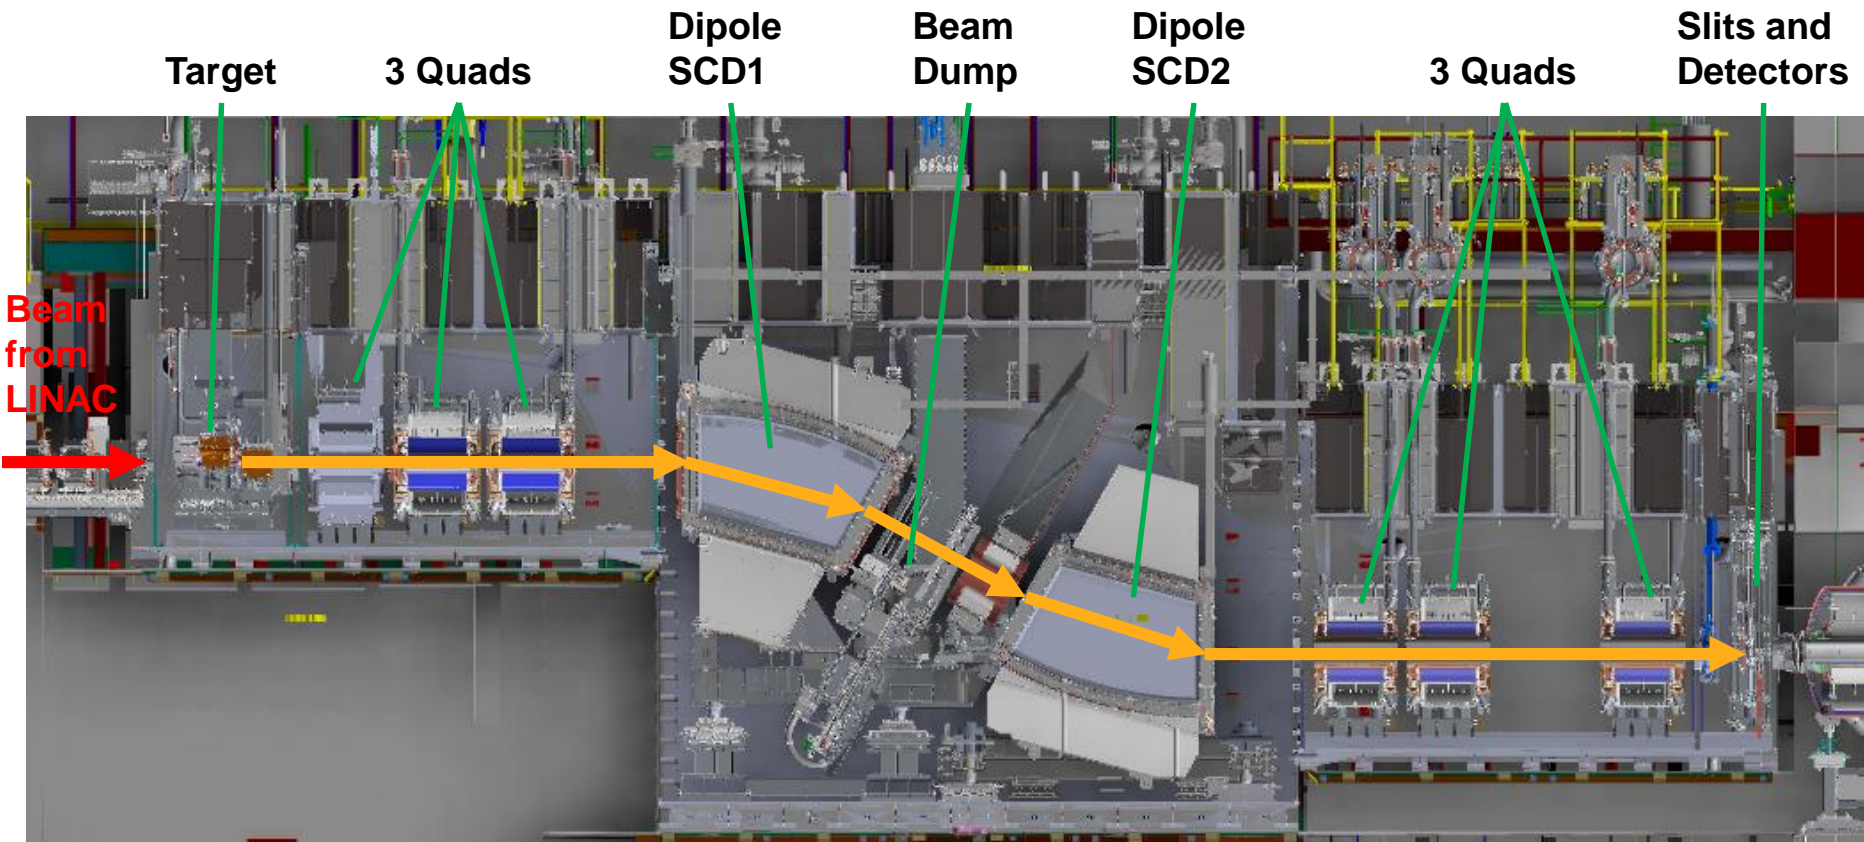 Target
3 Quads
Dipole
SCD1
Beam
Dump
Dipole
SCD2
3 Quads
Slits and
Detectors
Beam
from
LINAC